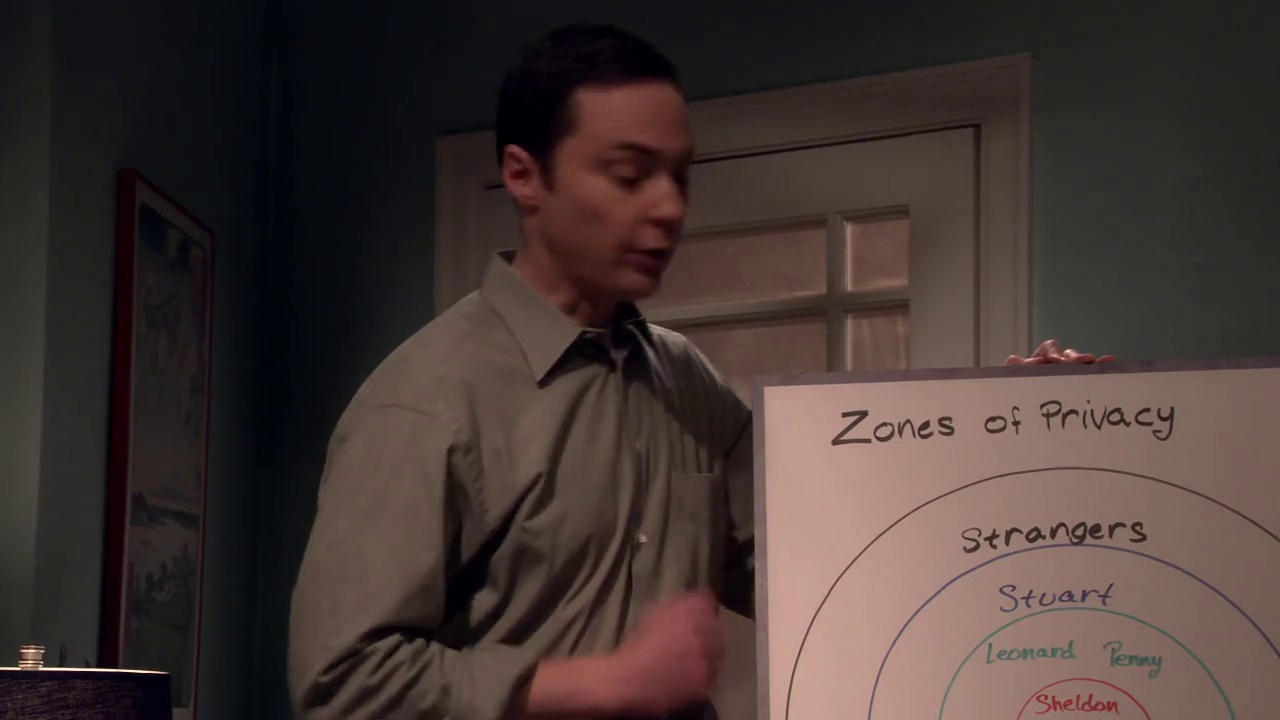 Zones of Privacy
Strangers
Stuart
Leonard Penny
Sheldon